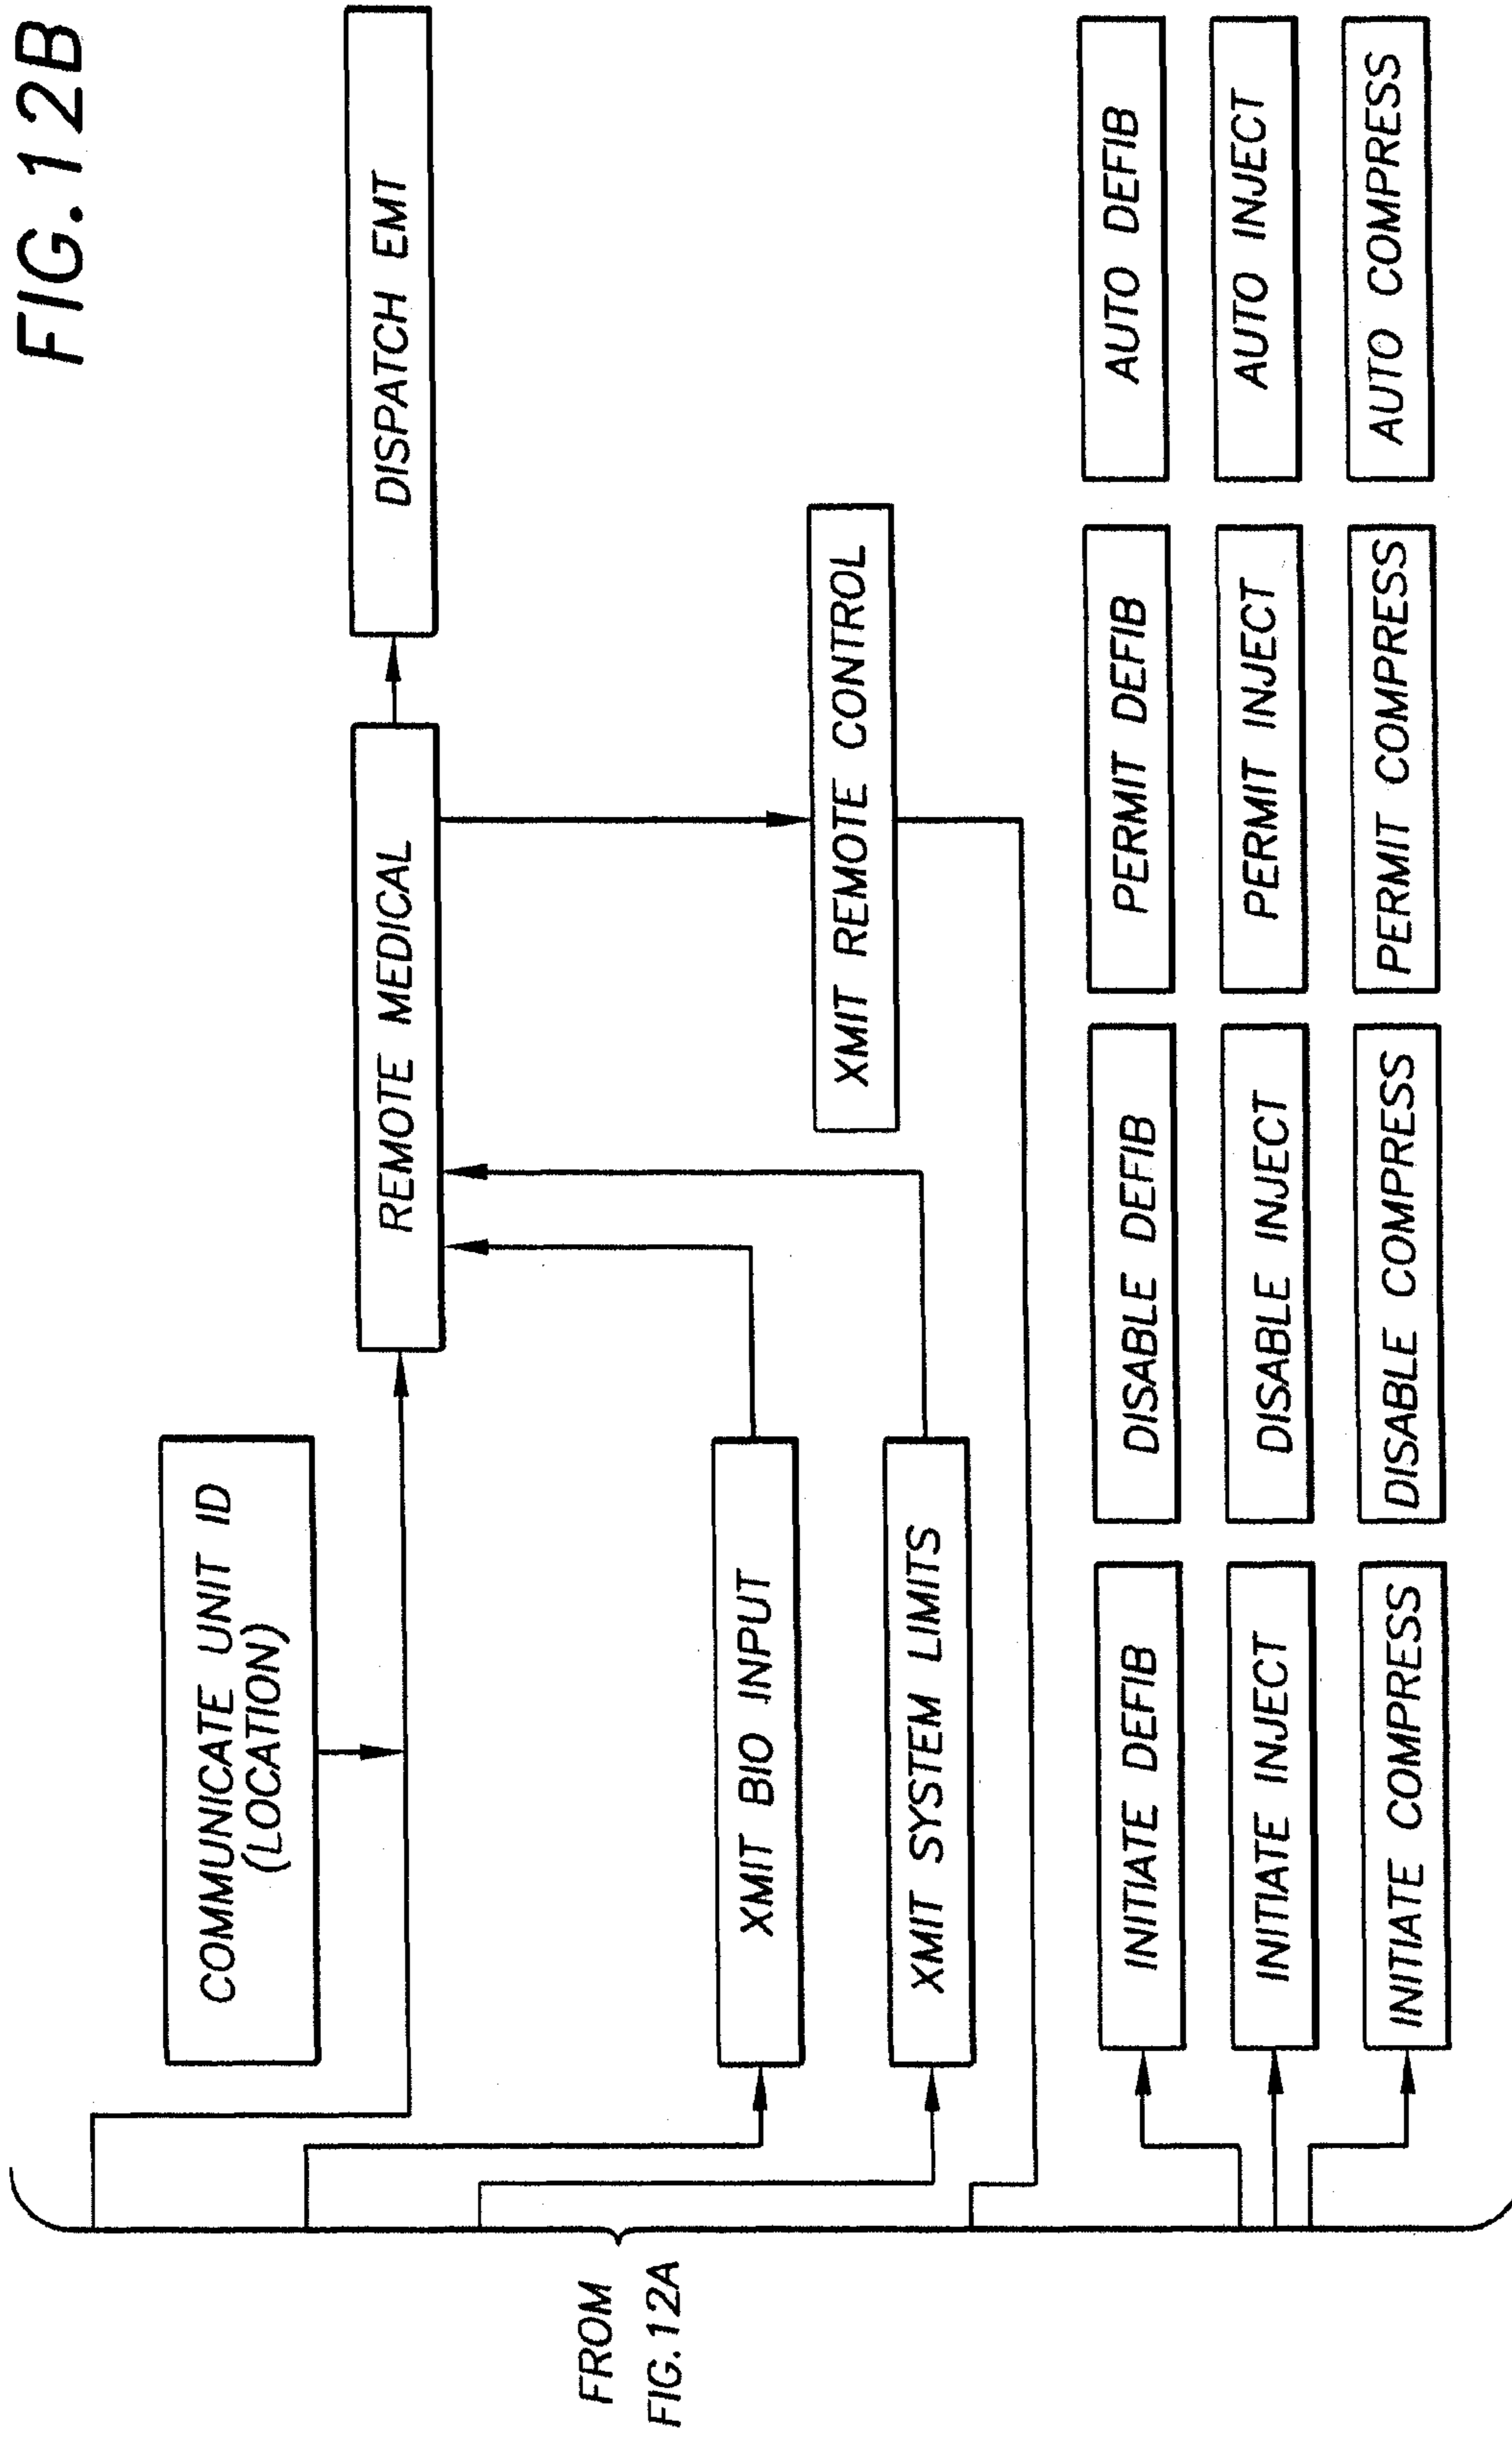 FIG. 12B
COMMUNICATE UNIT ID
(LOCATION)
REMOTE MEDICAL
DISPATCH EMT
XMIT BIO INPUT
XMIT REMOTE CONTROL
XMIT SYSTEM LIMITS
FROM
FIG. 12A
INITIATE DEFIB
DISABLE DEFIB
PERMIT DEFIB
AUTO DEFIB
INITIATE INJECT
DISABLE INJECT
PERMIT INJECT
AUTO INJECT
INITIATE COMPRESS
DISABLE COMPRESS
PERMIT COMPRESS
AUTO COMPRESS